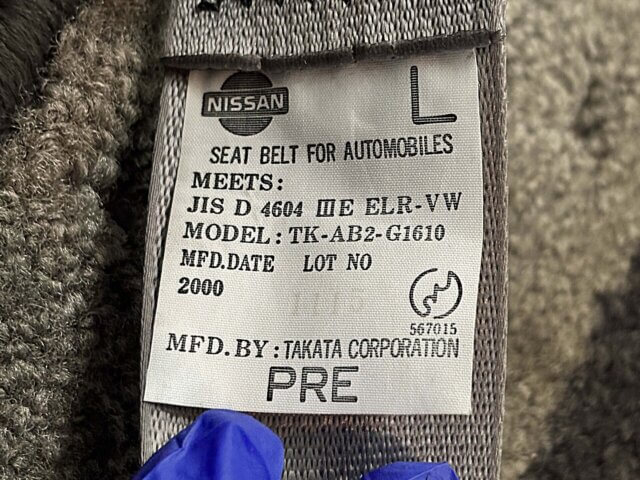 NISSAN
L
SEAT BELT FOR AUTOMOBILES
MEETS:
JIS D 4604 ⅢE ELR-VW
MODEL: TK-AB2-G1610
MFD.DATE LOT NO
2000
567015
MFD. BY: TAKATA CORPORATION
PRE